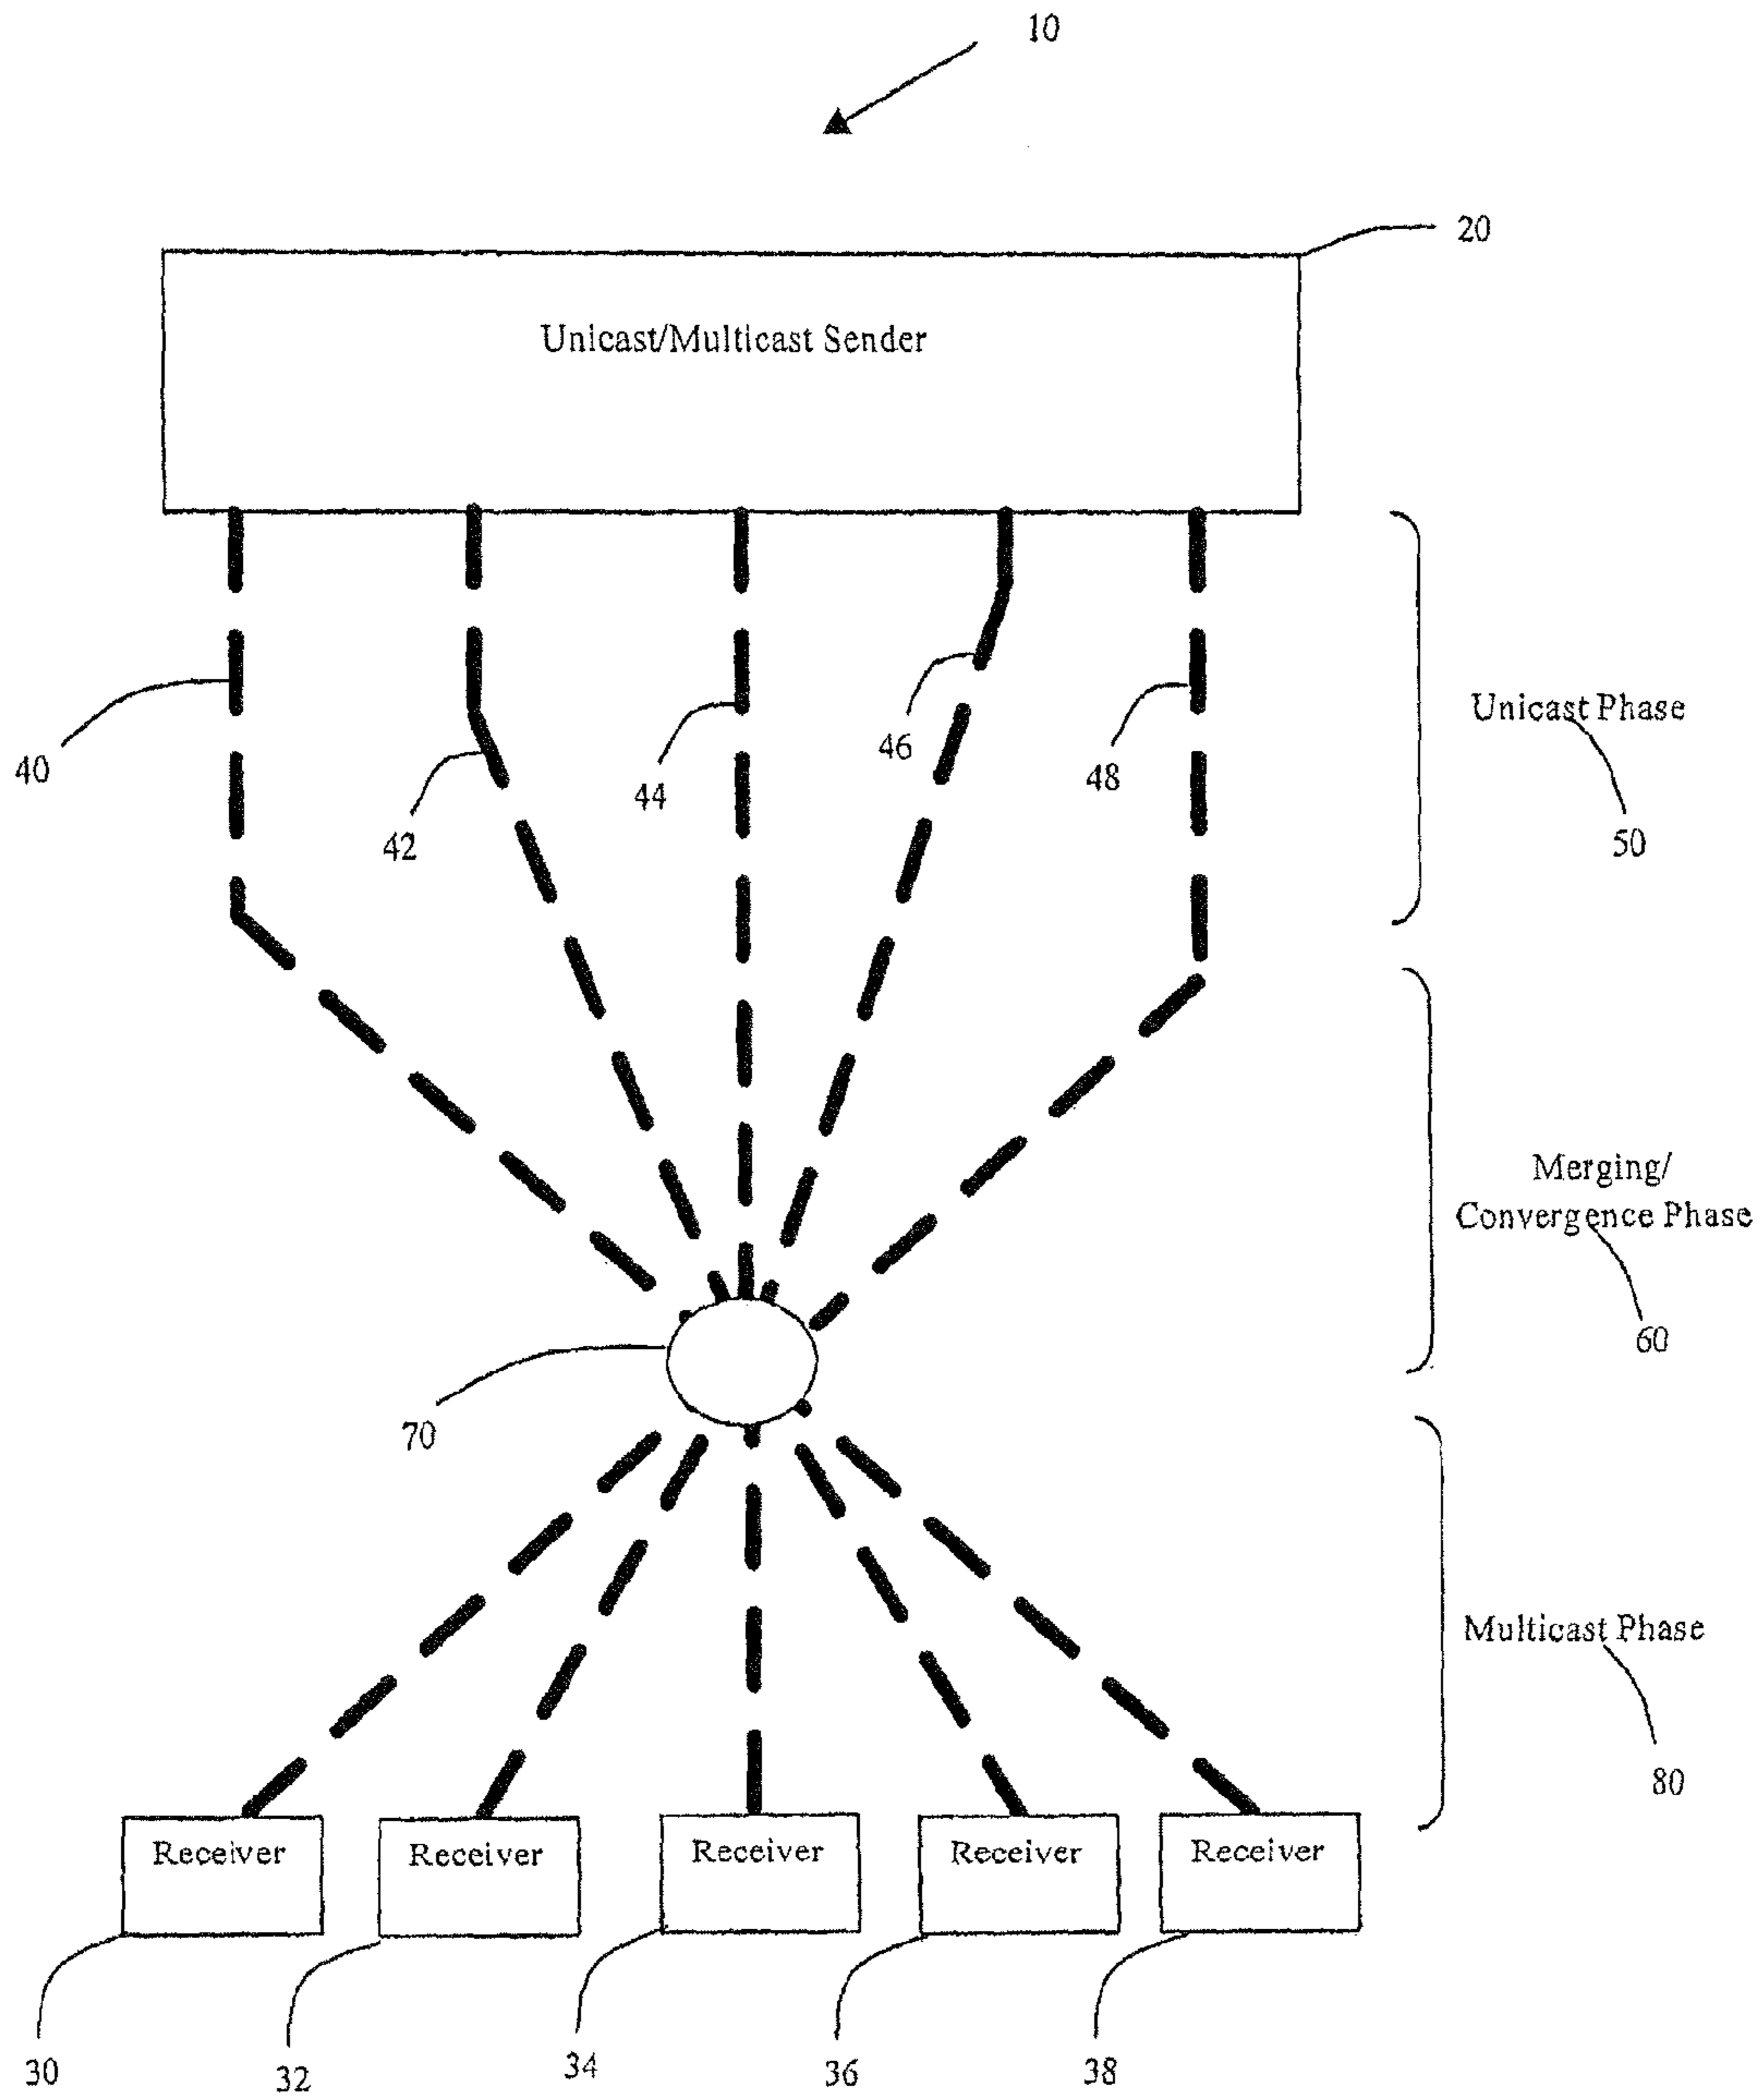 10
20
Unicast/Multicast Sender
40
42
44
46
48
Unicast Phase
50
Merging/
Convergence Phase
60
70
Multicast Phase
80
Receiver
Receiver
Receiver
Receiver
Receiver
30
32
34
36
38